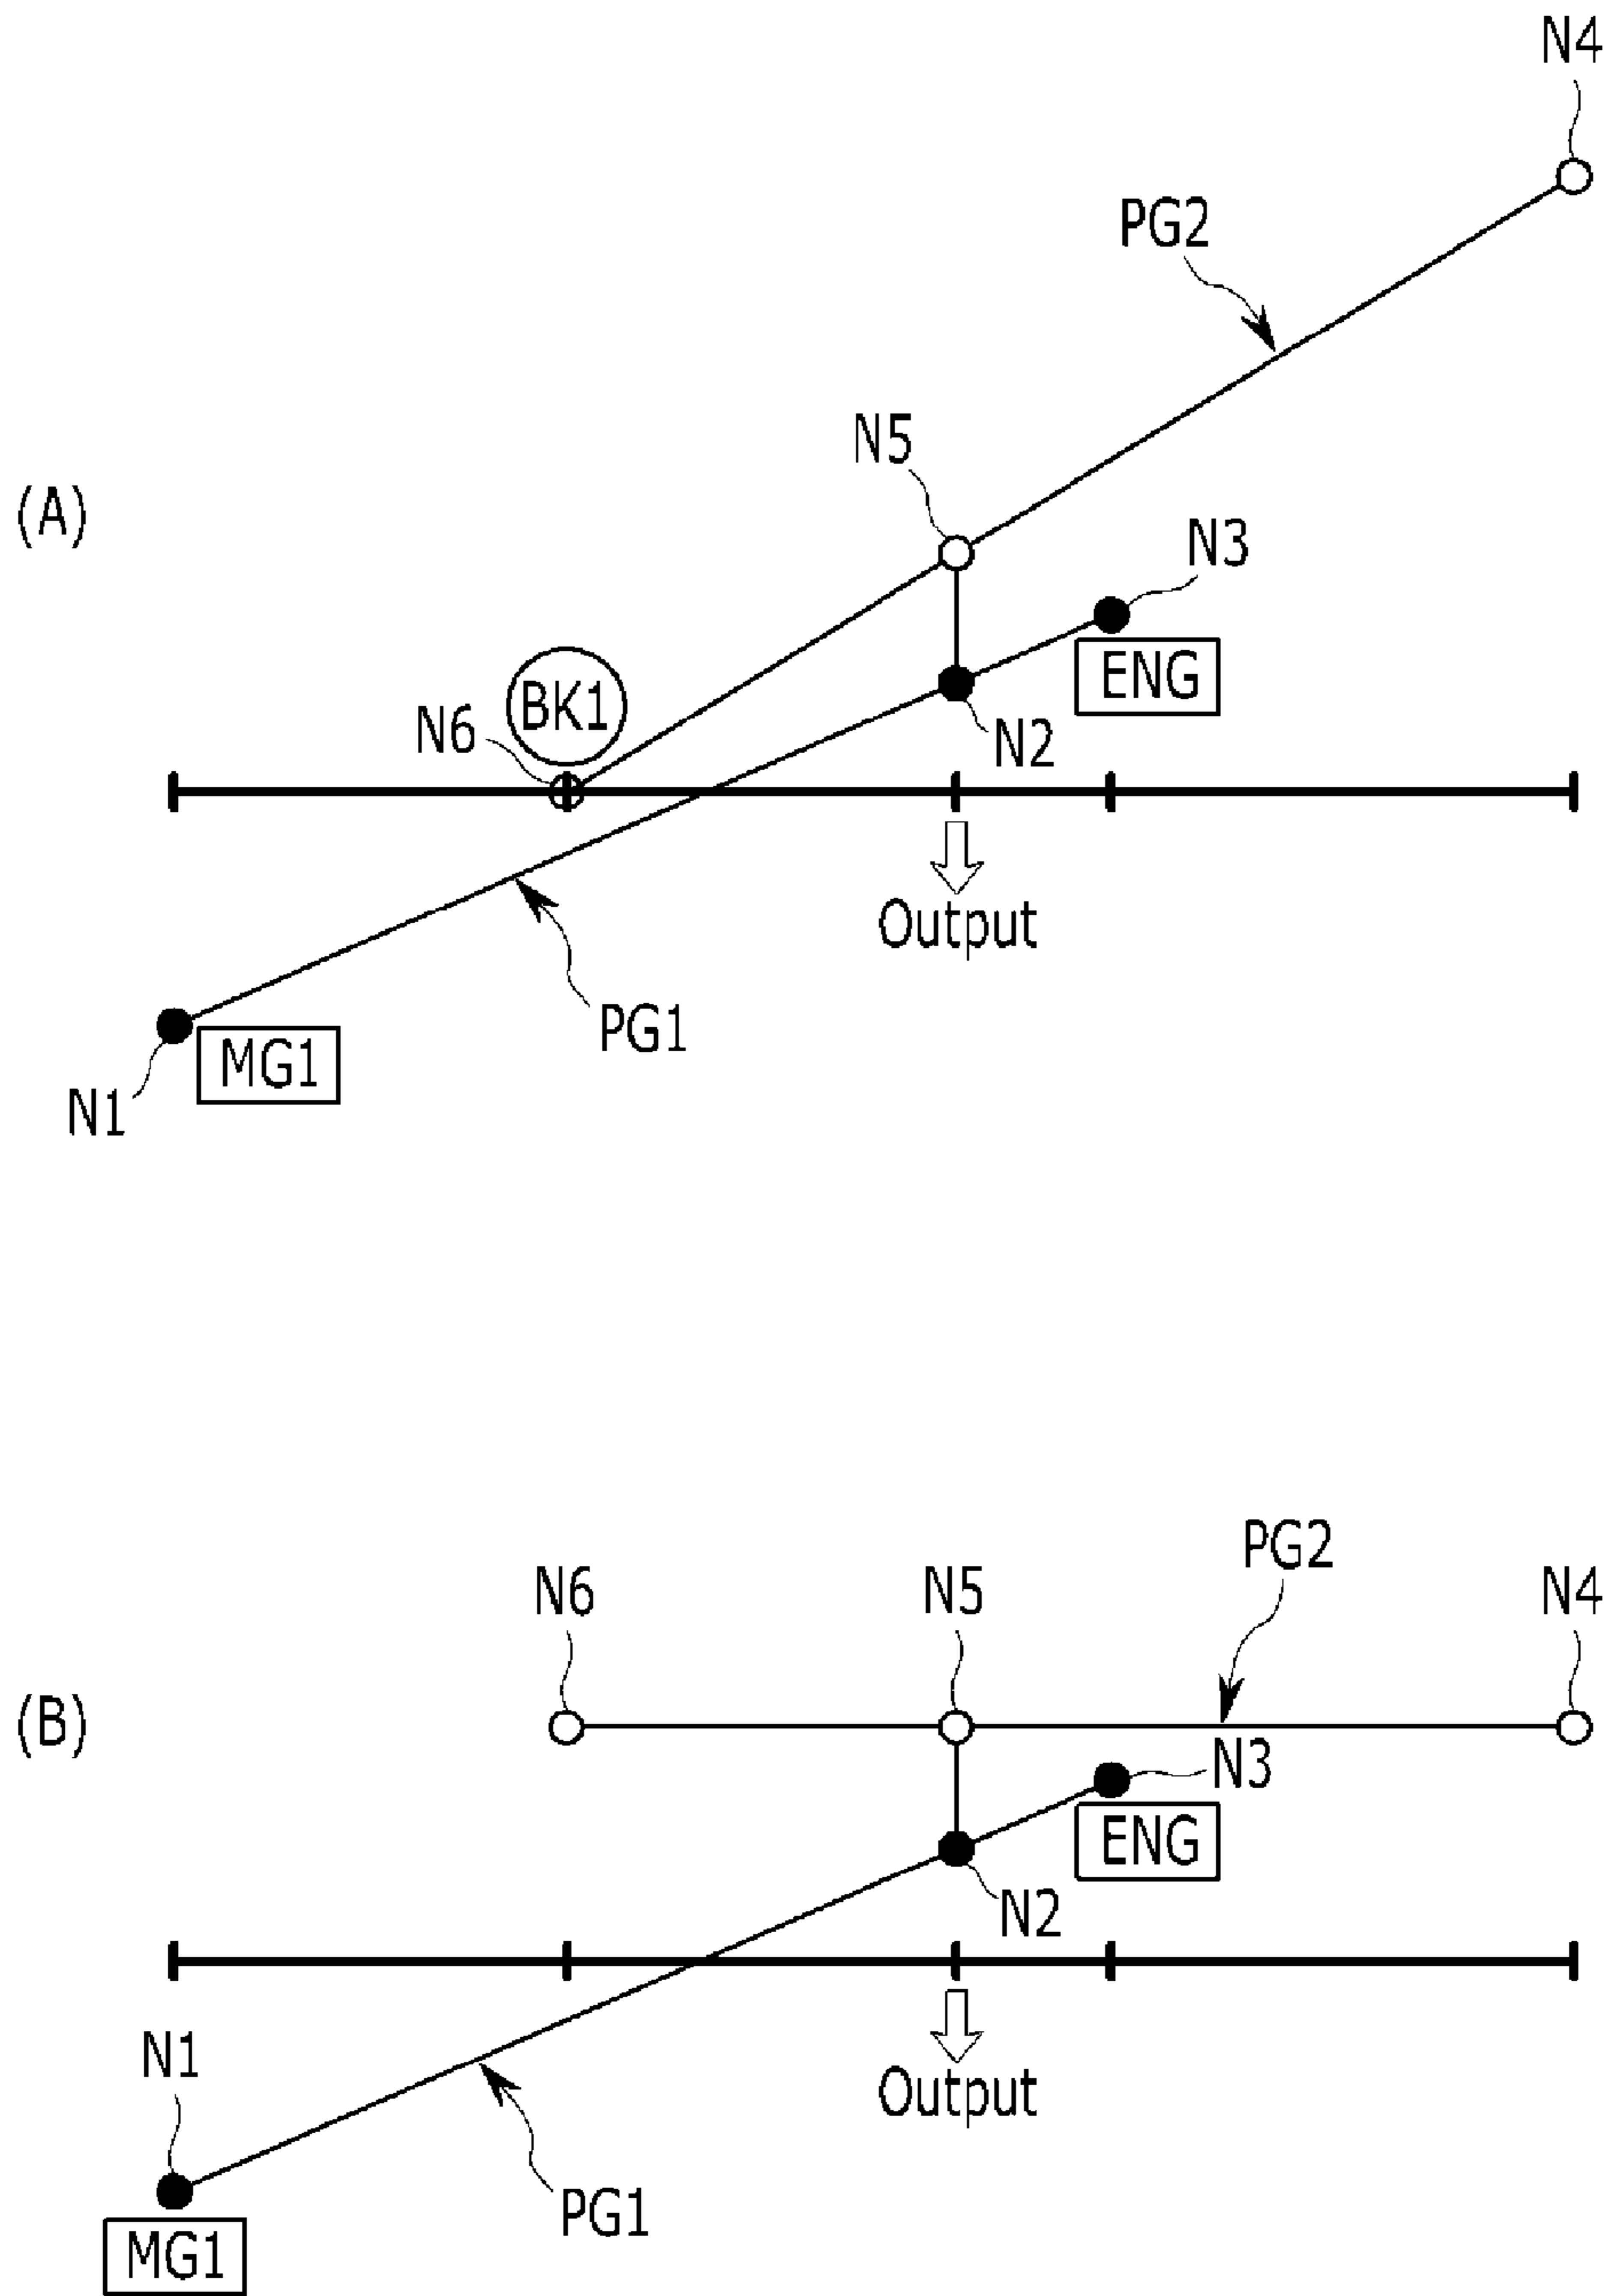 N4
PG2
N5
(A)
N3
ENG
BK1
N6
N2
Output
PG1
MG1
N1
PG2
N6
N5
N4
(B)
N3
ENG
N2
N1
Output
PG1
MG1